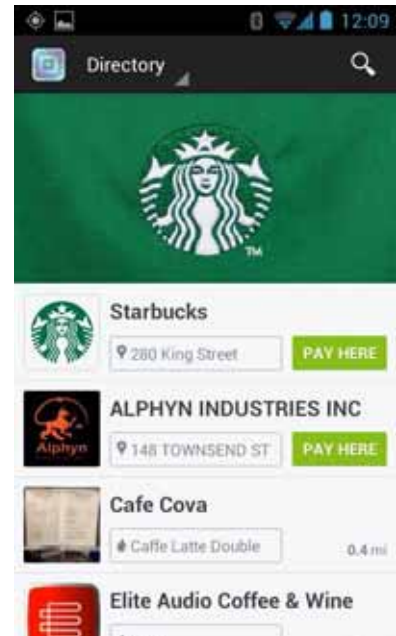 12:09
Directory
TM
Starbucks
280 King Street
PAY HERE
ALPHYN INDUSTRIES INC
Alphyn
148 TOWNSEND ST
PAY HERE
Cafe Cova
Caffe Latte Double
0.4 mi
Elite Audio Coffee & Wine